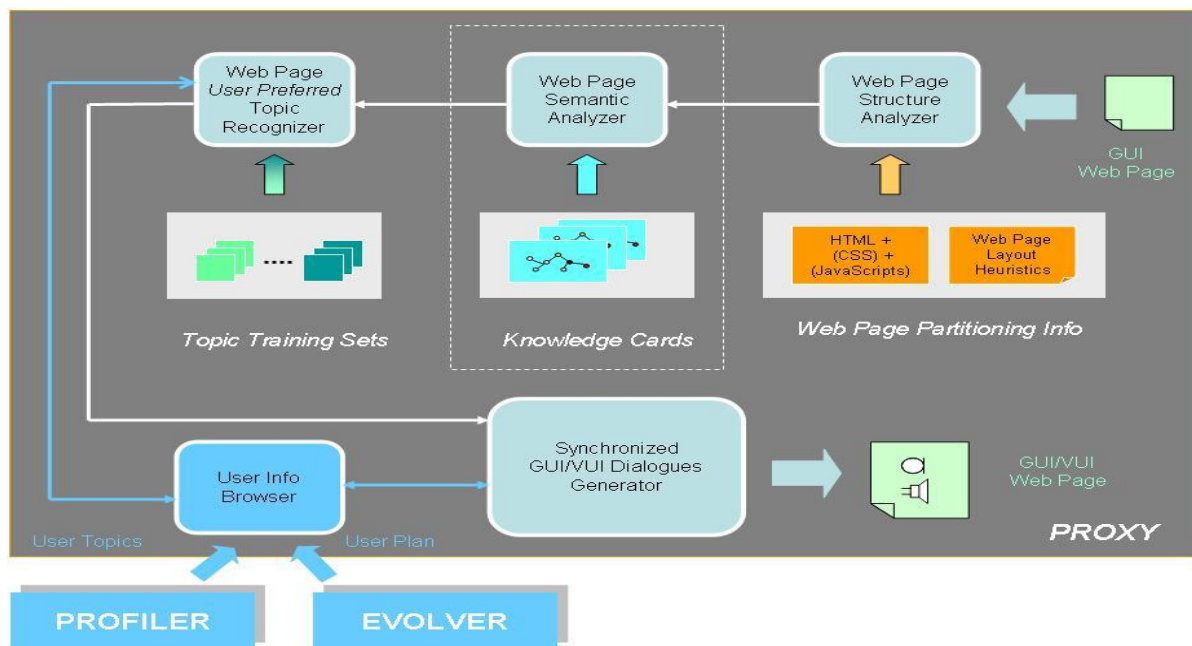 Web Page
User Preferred
Topic
Recognizer
Web Page
Semantic
Analyzer
Web Page
Structure
Analyzer
GUI
Web Page
HTML +
(CSS) +
(JavaScripts)
Web Page
Layout
Heuristics
Topic Training Sets
Knowledge Cards
Web Page Partitioning Info
Synchronized
GUI/VUI Dialogues
Generator
User Info
Browser
GUI/VUI
Web Page
User Topics
User Plan
PROXY
PROFILER
EVOLVER